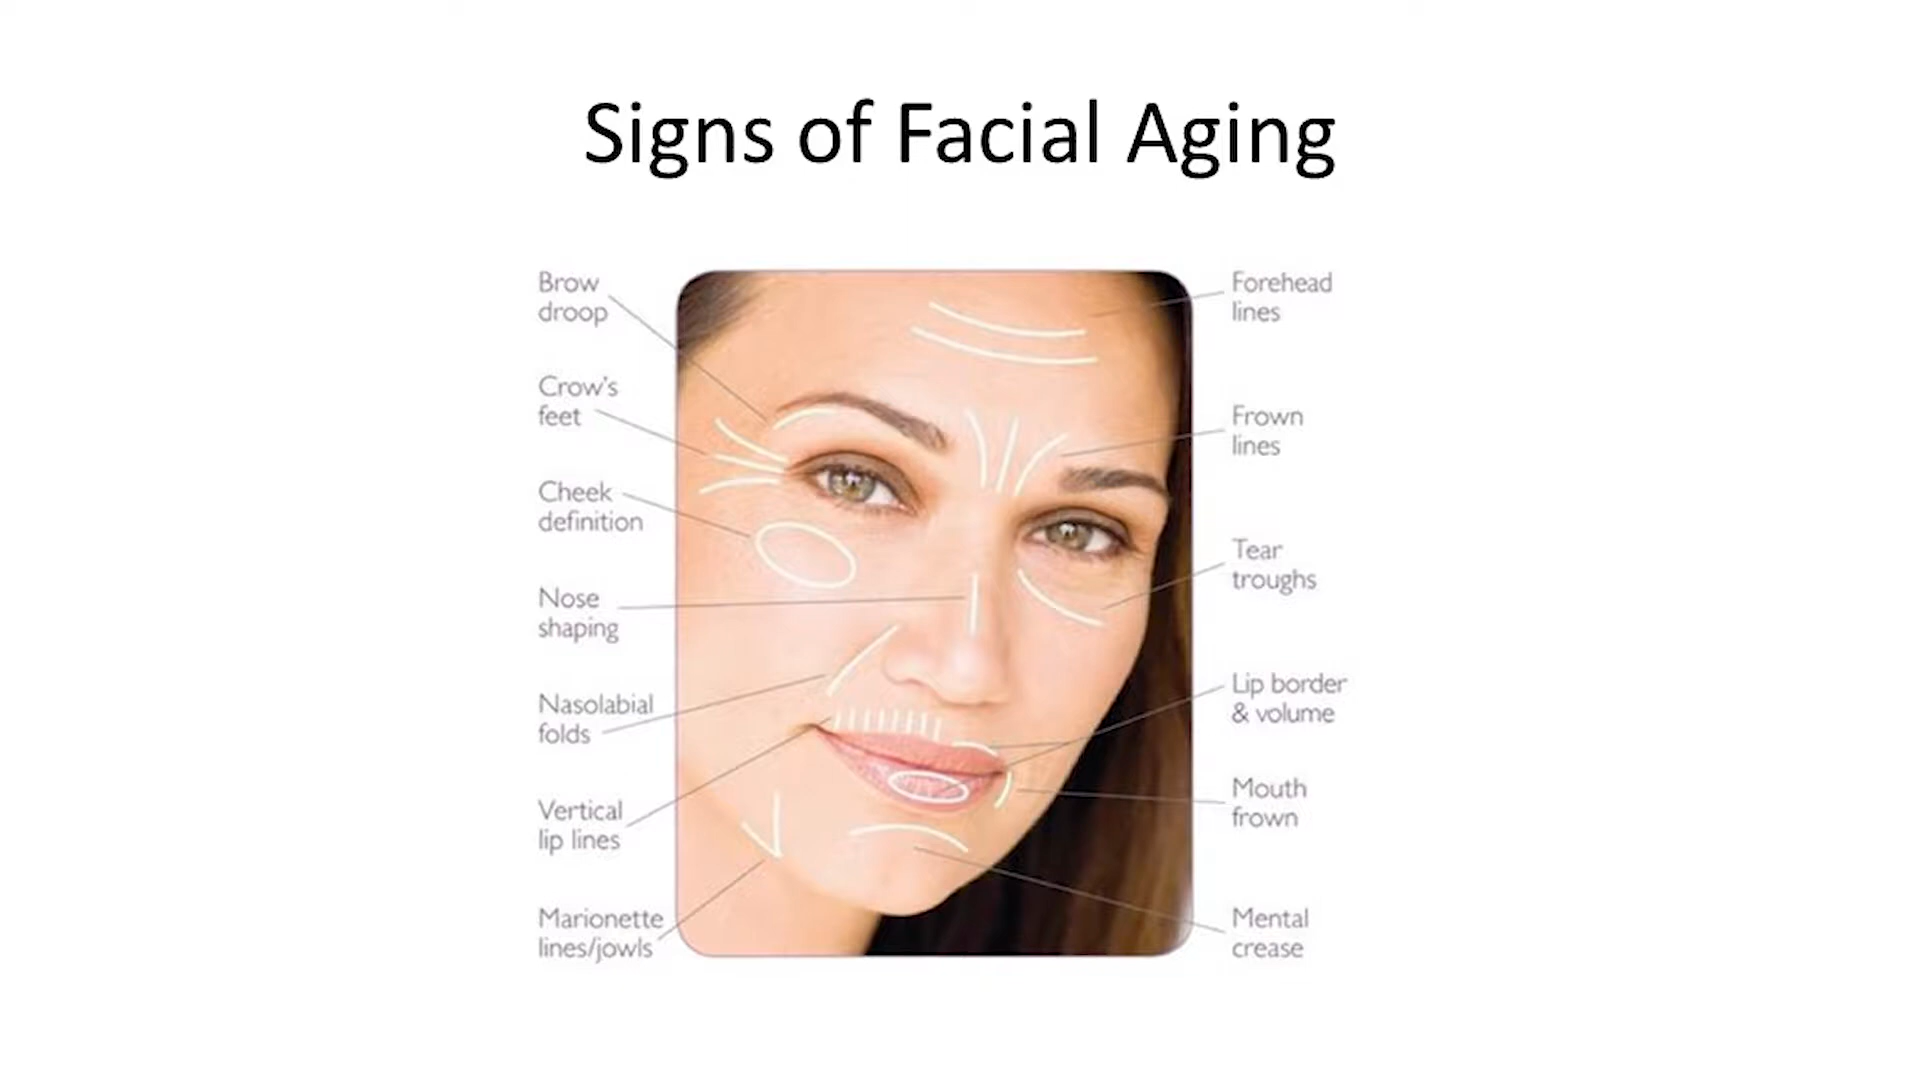 Signs of Facial Aging
Brow
droop
Crow's
feet
Cheek
definition
Nose
shaping
Nasolabial
folds
Vertical
lip lines
Marionette
lines/jowls
Forehead
lines
Frown
lines
Tear
troughs
Lip border
& volume
Mouth
frown
Mental
crease